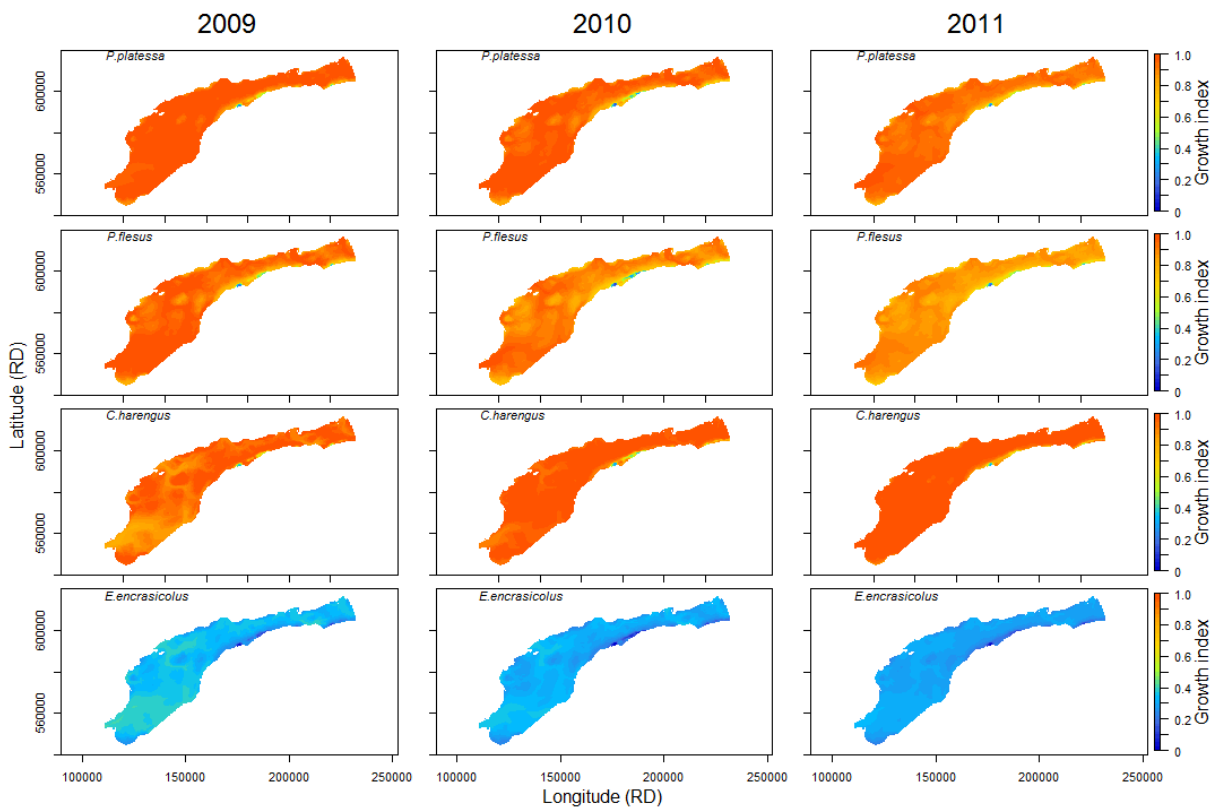 2009 2010 2011
P.platessa P.platessa P.platessa
600000 560000
1.0 0.8 0.6 0.4 0.2 0 Growth index
P.flesus P.flesus P.flesus
600000 560000
1.0 0.8 0.6 0.4 0.2 0 Growth index
Latitude (RD)
C.harengus C.harengus C.harengus
600000 560000
1.0 0.8 0.6 0.4 0.2 0 Growth index
E.encrasicolus E.encrasicolus E.encrasicolus
600000 560000
1.0 0.8 0.6 0.4 0.2 0 Growth index
100000 150000 200000 250000 100000 150000 200000 250000 100000 150000 200000 250000
Longitude (RD)